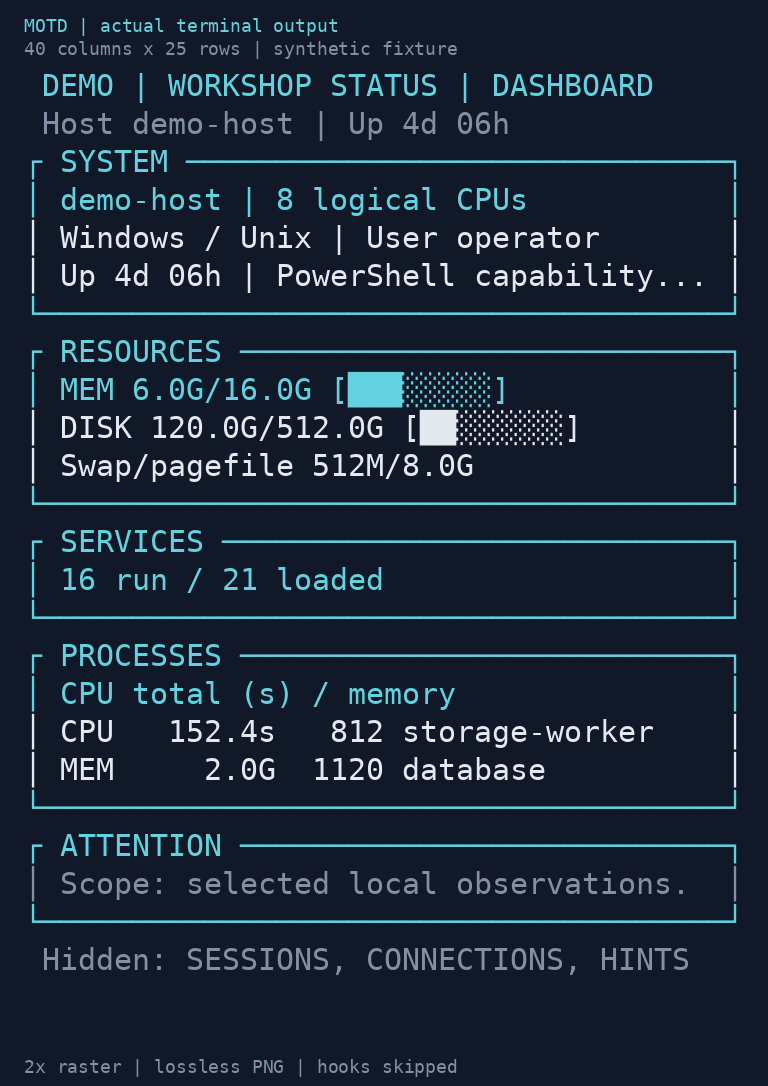 MOTD | actual terminal output
40 columns x 25 rows | synthetic fixture
DEMO | WORKSHOP STATUS | DASHBOARD
Host demo-host | Up 4d 06h
SYSTEM
demo-host | 8 logical CPUs
Windows / Unix | User operator
Up 4d 06h | PowerShell capability...
RESOURCES
MEM 6.0G/16.0G [███░░░░░]
DISK 120.0G/512.0G [██░░░░░░]
Swap/pagefile 512M/8.0G
SERVICES
16 run / 21 loaded
PROCESSES
CPU total (s) / memory
CPU   152.4s   812 storage-worker
MEM     2.0G  1120 database
ATTENTION
Scope: selected local observations.
Hidden: SESSIONS, CONNECTIONS, HINTS
2x raster | lossless PNG | hooks skipped